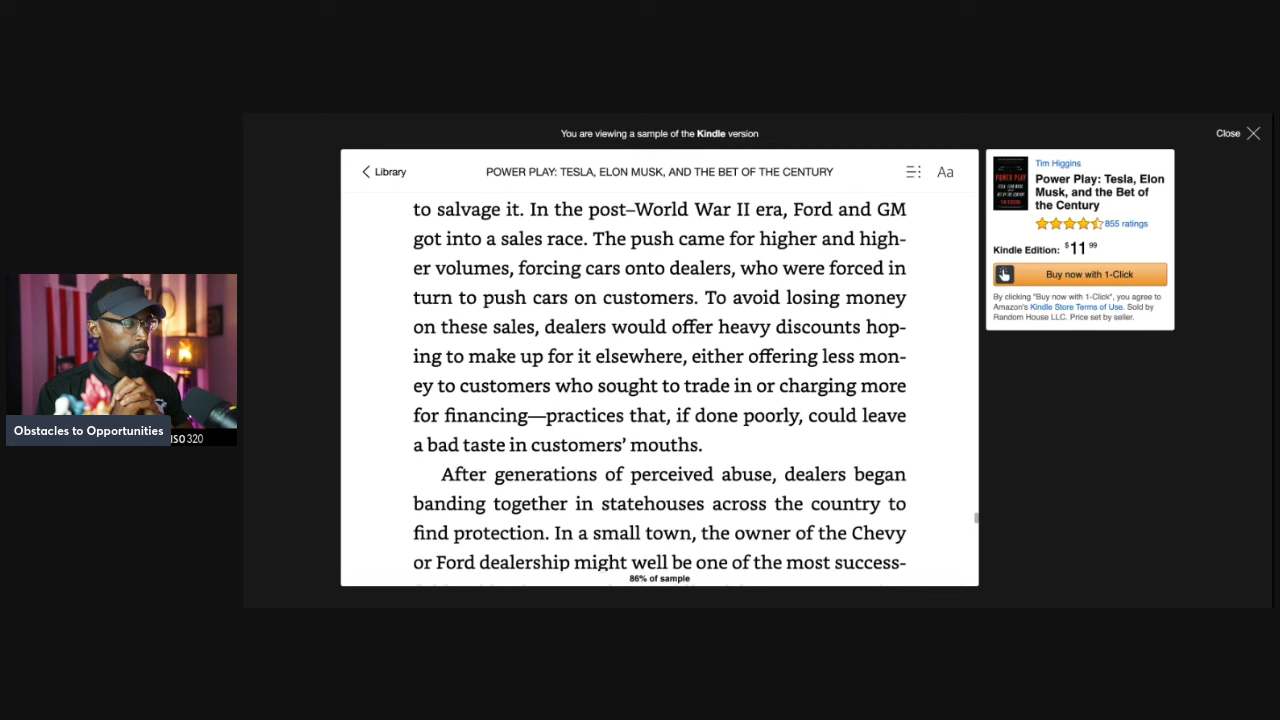 You are viewing a sample of the Kindle version
Close
Library
POWER PLAY: TESLA, ELON MUSK, AND THE BET OF THE CENTURY
Aa
to salvage it. In the post–World War II era, Ford and GM
got into a sales race. The push came for higher and high-
er volumes, forcing cars onto dealers, who were forced in
turn to push cars on customers. To avoid losing money
on these sales, dealers would offer heavy discounts hop-
ing to make up for it elsewhere, either offering less mon-
ey to customers who sought to trade in or charging more
for financing—practices that, if done poorly, could leave
a bad taste in customers’ mouths.
After generations of perceived abuse, dealers began
banding together in statehouses across the country to
find protection. In a small town, the owner of the Chevy
or Ford dealership might well be one of the most success-
86% of sample
POWER PLAY
Tim Higgins
Power Play: Tesla, Elon
Musk, and the Bet of
the Century
855 ratings
Kindle Edition: $11 99
Buy now with 1-Click
By clicking "Buy now with 1-Click", you agree to
Amazon's Kindle Store Terms of Use. Sold by
Random House LLC. Price set by seller.
Obstacles to Opportunities
ISO 320